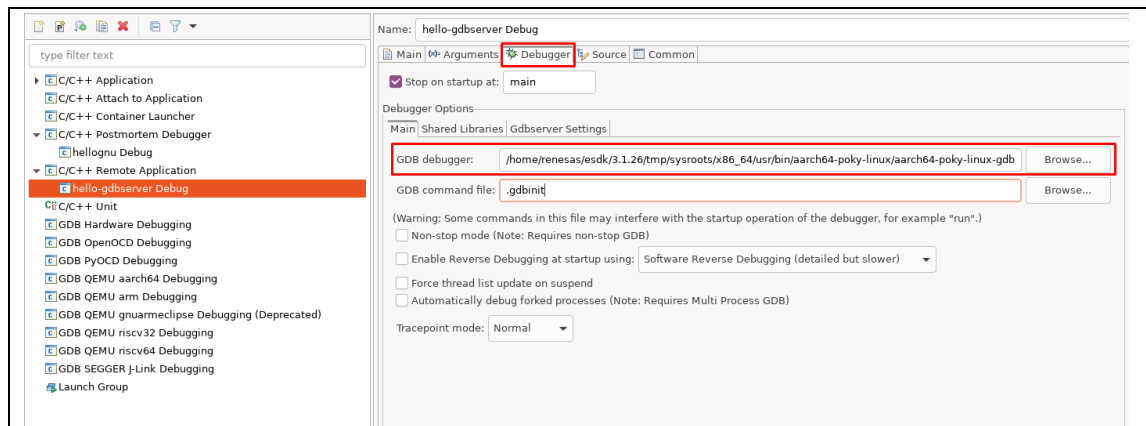 type filter text
C/C++ Application
C/C++ Attach to Application
C/C++ Container Launcher
C/C++ Postmortem Debugger
hellognu Debug
C/C++ Remote Application
hello-gdbserver Debug
C/C++ Unit
GDB Hardware Debugging
GDB OpenOCD Debugging
GDB PyOCD Debugging
GDB QEMU aarch64 Debugging
GDB QEMU arm Debugging
GDB QEMU gnuarmeclipse Debugging (Deprecated)
GDB QEMU riscv32 Debugging
GDB QEMU riscv64 Debugging
GDB SEGGER J-Link Debugging
Launch Group
Name: hello-gdbserver Debug
Main Arguments Debugger Source Common
Stop on startup at: main
Debugger Options
Main Shared Libraries Gdbserver Settings
GDB debugger: /home/renesas/esdk/3.1.26/tmp/sysroots/x86_64/usr/bin/aarch64-poky-linux/aarch64-poky-linux-gdb Browse...
GDB command file: .gdbinit Browse...
(Warning: Some commands in this file may interfere with the startup operation of the debugger, for example "run".)
Non-stop mode (Note: Requires non-stop GDB)
Enable Reverse Debugging at startup using: Software Reverse Debugging (detailed but slower)
Force thread list update on suspend
Automatically debug forked processes (Note: Requires Multi Process GDB)
Tracepoint mode: Normal